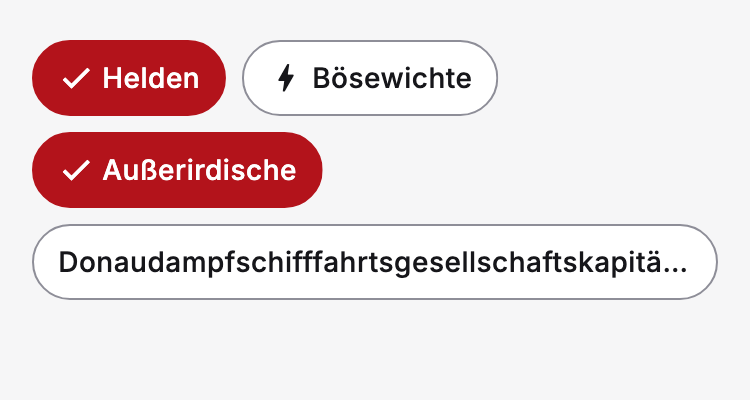 Helden Bösewichte
Außerirdische
Donaudampfschifffahrtsgesellschaftskapitä...